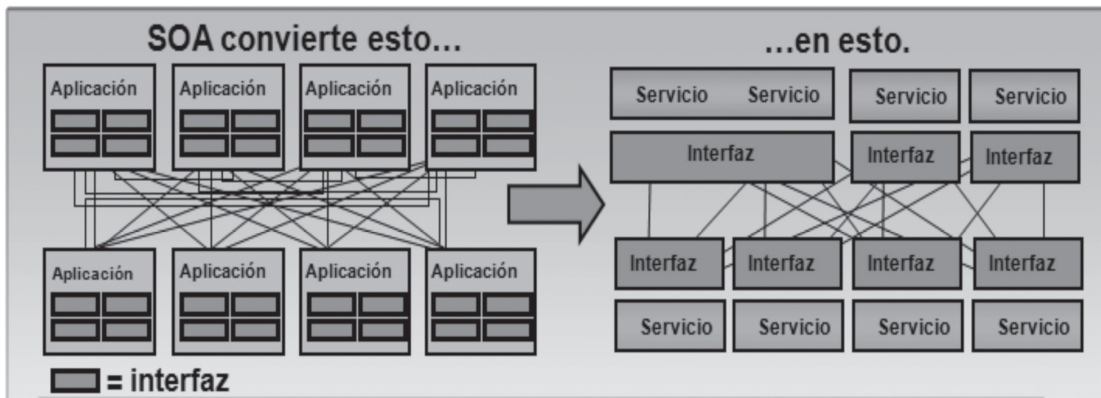 SOA convierte esto...
...en esto.
Aplicación Aplicación Aplicación Aplicación
Servicio Servicio Servicio Servicio
Interfaz Interfaz Interfaz
Aplicación Aplicación Aplicación Aplicación
Interfaz Interfaz Interfaz Interfaz
Servicio Servicio Servicio Servicio
= interfaz